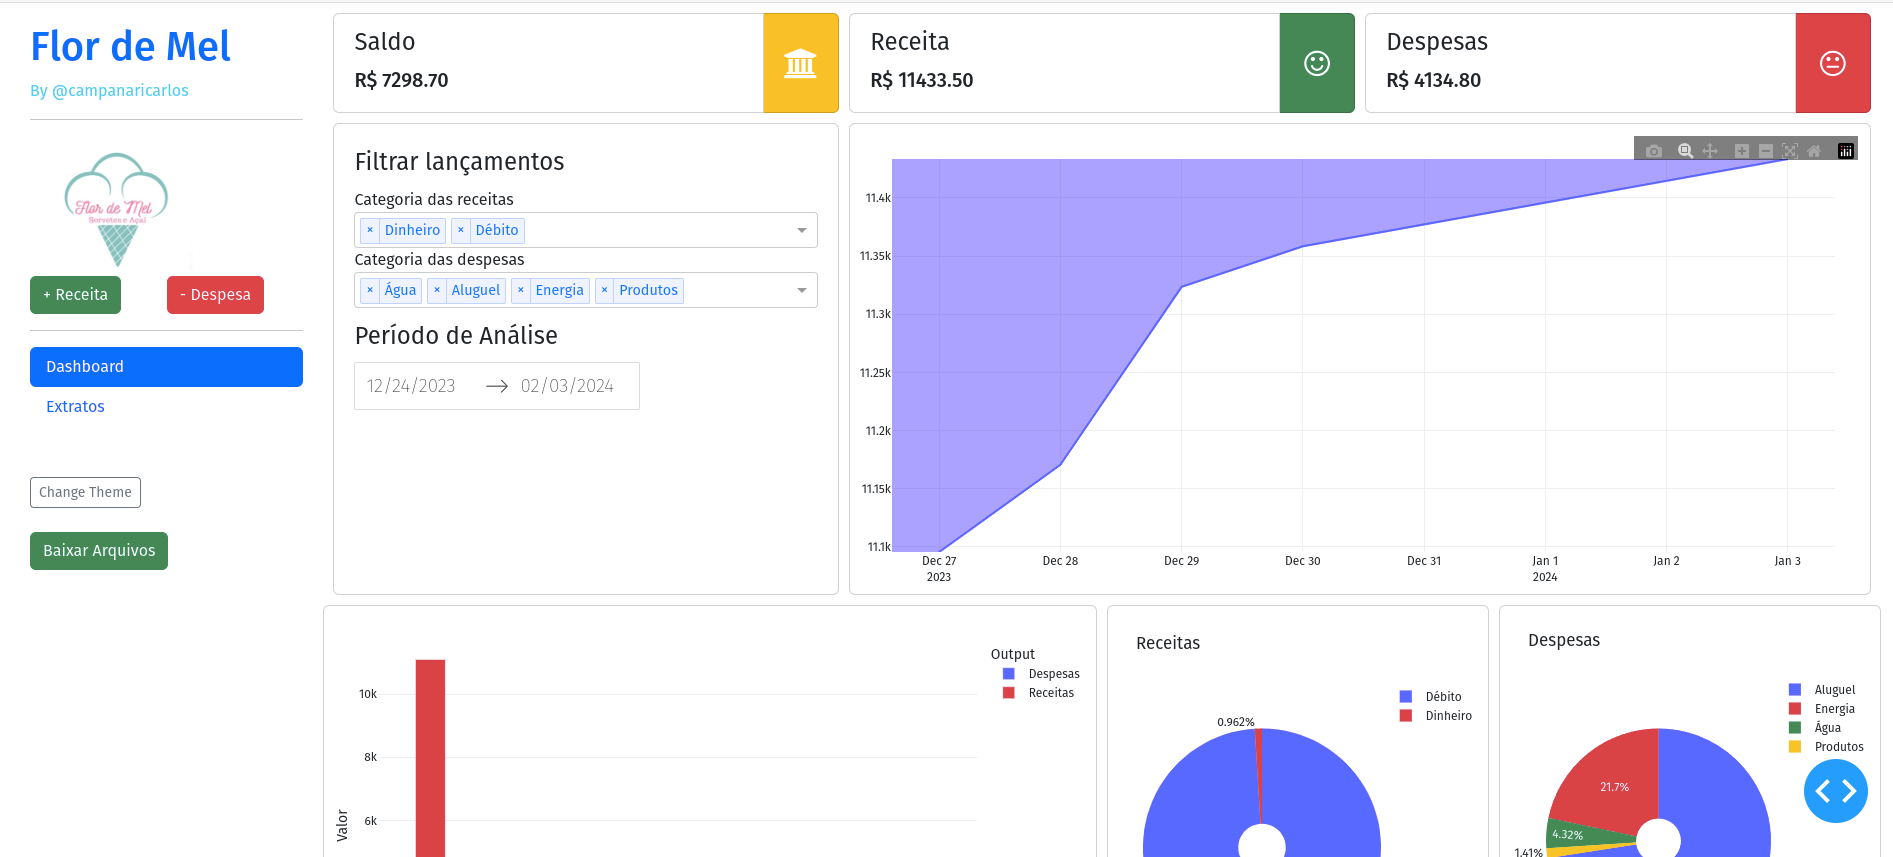 Flor de Mel
By @campanaricarlos
Flor de Mel
Sorvetes e Açaí
+ Receita
- Despesa
Dashboard
Extratos
Change Theme
Baixar Arquivos
Saldo
R$ 7298.70
Receita
R$ 11433.50
Despesas
R$ 4134.80
Filtrar lançamentos
Categoria das receitas
× Dinheiro × Débito
Categoria das despesas
× Água × Aluguel × Energia × Produtos
Período de Análise
12/24/2023 → 02/03/2024
11.4k
11.35k
11.3k
11.25k
11.2k
11.15k
11.1k
Dec 27 Dec 28 Dec 29 Dec 30 Dec 31 Jan 1 Jan 2 Jan 3
2023 2024
Output
Despesas
Receitas
10k
8k
6k
Valor
Receitas
Débito
Dinheiro
0.962%
Despesas
Aluguel
Energia
Água
Produtos
21.7%
4.32%
1.41%